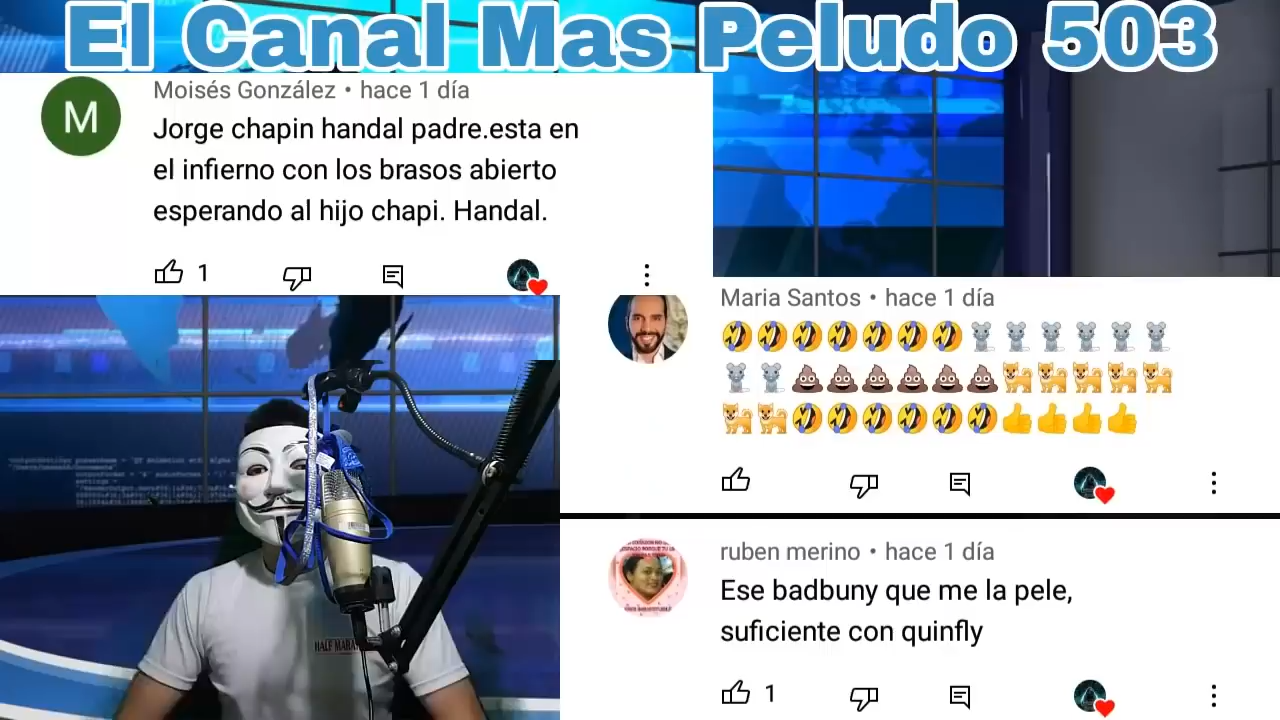 El Canal Mas Peludo 503
Moisés González • hace 1 día
Jorge chapin handal padre.esta en
el infierno con los brasos abierto
esperando al hijo chapi. Handal.
1
Maria Santos • hace 1 día
🤣🤣🤣🤣🤣🤣🤣🐭🐭🐭🐭🐭🐭
🐭🐭💩💩💩💩💩💩🐕🐕🐕🐕🐕
🐕🐕🤣🤣🤣🤣🤣🤣👍👍👍👍
ruben merino • hace 1 día
Ese badbuny que me la pele,
suficiente con quinfly
1
HALF MARA